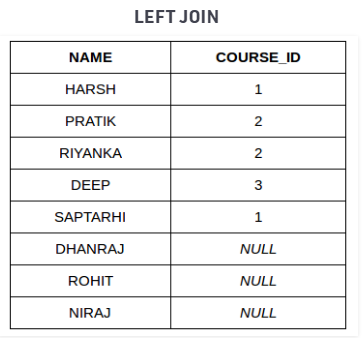 LEFT JOIN
NAME COURSE_ID
HARSH 1
PRATIK 2
RIYANKA 2
DEEP 3
SAPTARHI 1
DHANRAJ NULL
ROHIT NULL
NIRAJ NULL